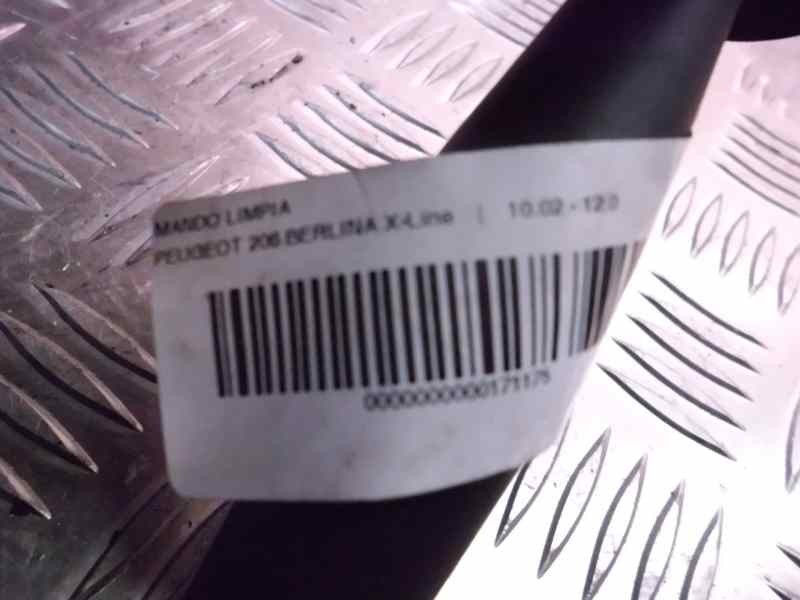 MANDO LIMPIA
PEUGEOT 206 BERLINA X-Line | 10.02 - 12.0
0000000000171175